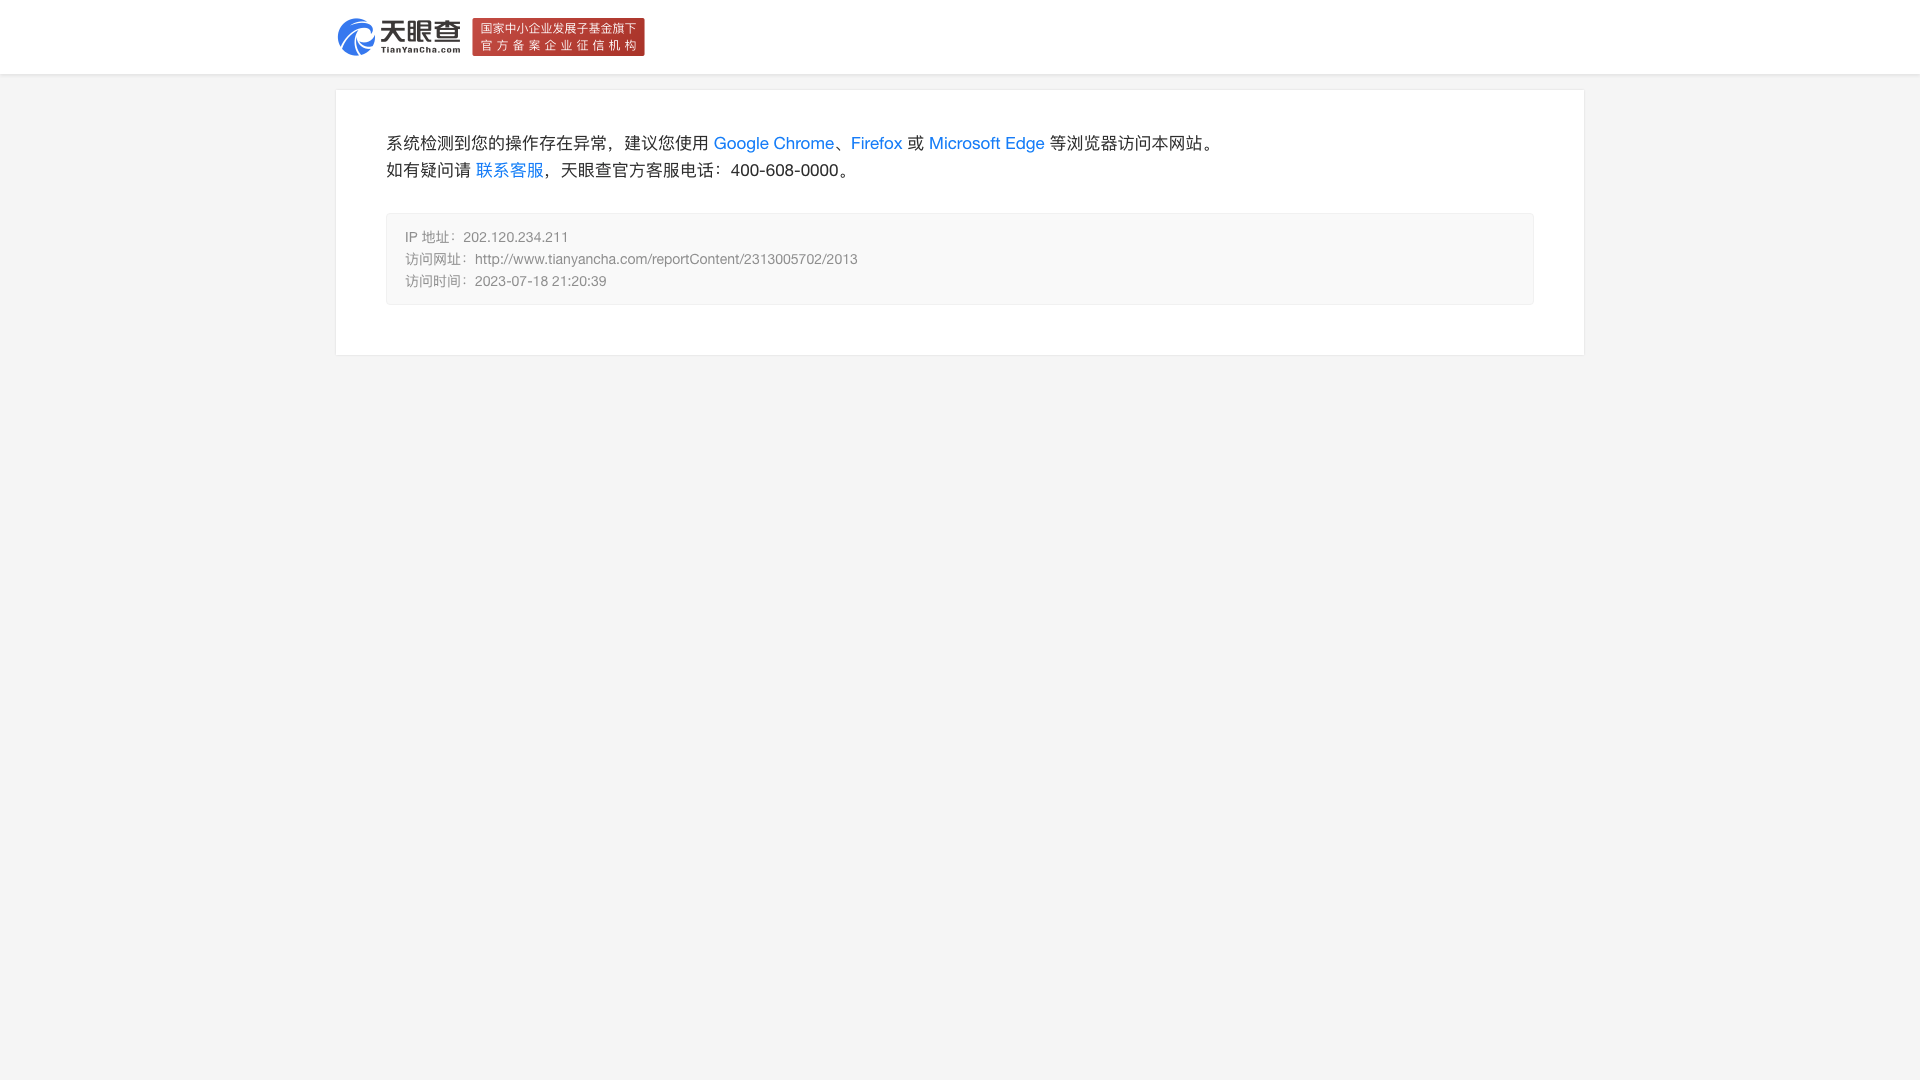 天眼查
TianYanCha.com
国家中小企业发展子基金旗下
官方备案企业征信机构
系统检测到您的操作存在异常，建议您使用 Google Chrome、Firefox 或 Microsoft Edge 等浏览器访问本网站。
如有疑问请 联系客服，天眼查官方客服电话：400-608-0000。
IP 地址：202.120.234.211
访问网址：http://www.tianyancha.com/reportContent/2313005702/2013
访问时间：2023-07-18 21:20:39